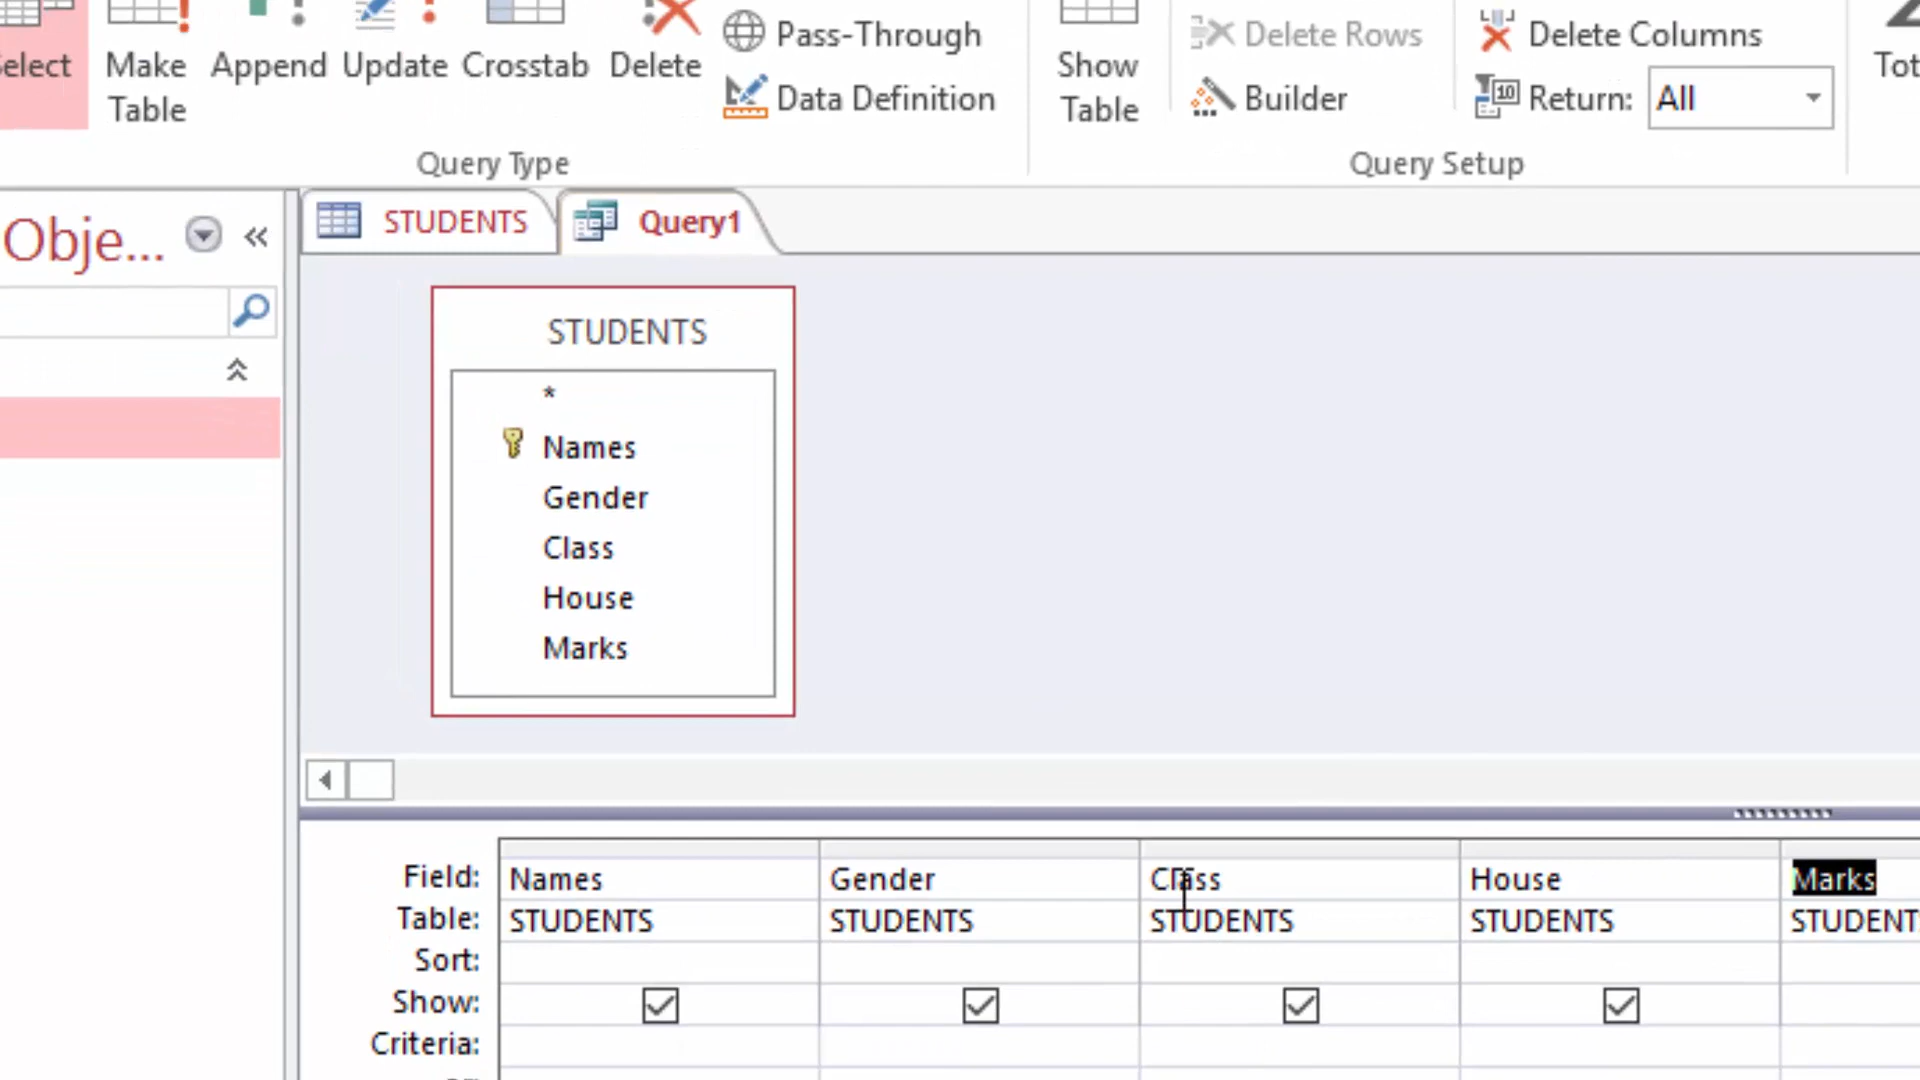 Select
Make Table
Append
Update
Crosstab
Delete
Pass-Through
Data Definition
Query Type
Show Table
Delete Rows
Builder
Delete Columns
Return: All
10
Query Setup
Obje...
STUDENTS
Query1
STUDENTS
*
Names
Gender
Class
House
Marks
Field: Names Gender Class House Marks
Table: STUDENTS STUDENTS STUDENTS STUDENTS STUDENT
Sort:
Show:
Criteria: